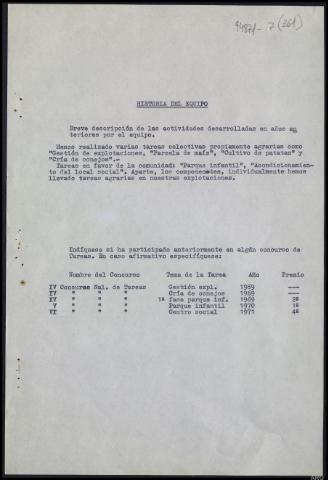 HISTORIA DEL EQUIPO
Breve descripción de las actividades desarrolladas en años an
teriores por el equipo.
Hemos realizado varias tareas colectivas propiamente agrarias como
"Gestión de explotaciones, "Parcela de maíz", "Cultivo de patatas" y
"Cría de conejos".-
Tareas en favor de la comunidad: "Parque infantil", "Acondicionamien-
to del local social". Aparte, los componentes, individualmente hemos
llevado tareas agrarias en nuestras explotaciones.
Indíquese si ha participado anteriormente en algún concurso de
Tareas. En caso afirmativo especifíquese:
Nombre del Concurso Tema de la Tarea Año Premio
IV Concurso Nal. de Tareas Gestión expl. 1969 ---
IV " " " Cría de conejos 1969 ---
XV " " " 1ª fase parque inf. 1969 2º
V " " " Parque infantil 1970 1º
VI " " " Centro social 1971 4º